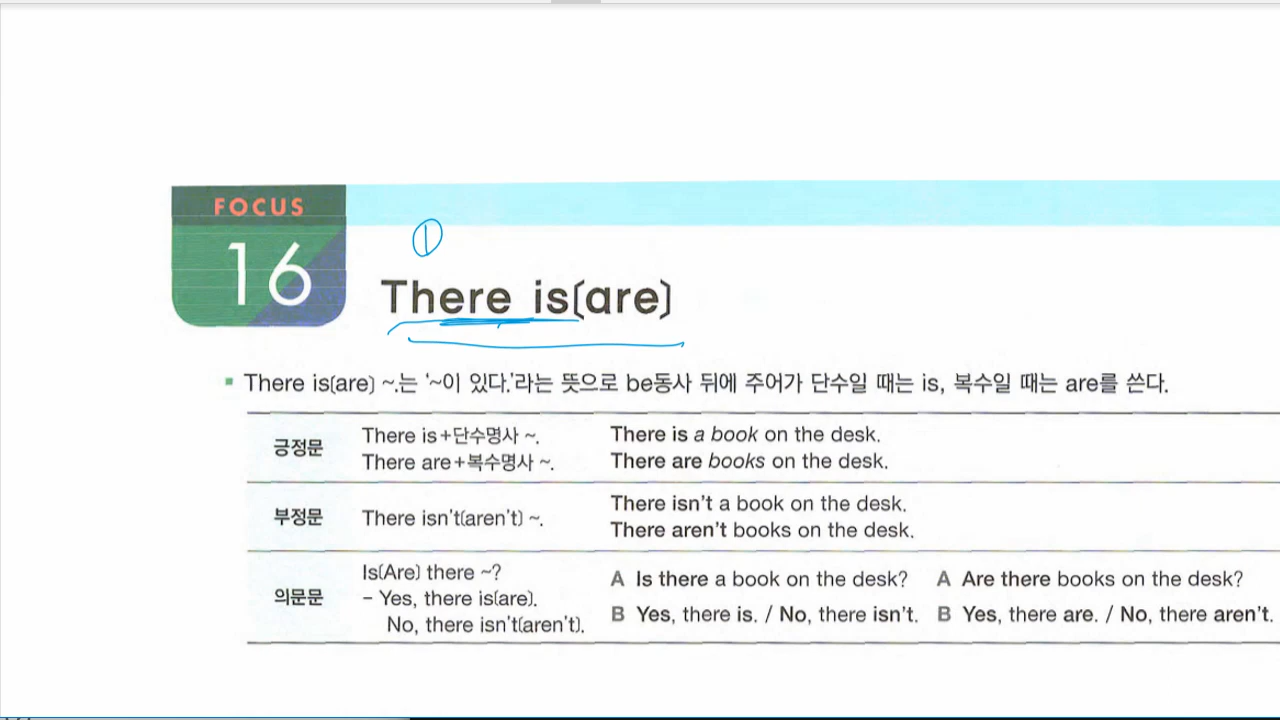 FOCUS
16
①
There is(are)
▪ There is(are) ~.는 '~이 있다.'라는 뜻으로 be동사 뒤에 주어가 단수일 때는 is, 복수일 때는 are를 쓴다.
긍정문
There is+단수명사 ~.
There are+복수명사 ~.
There is a book on the desk.
There are books on the desk.
부정문
There isn't(aren't) ~.
There isn't a book on the desk.
There aren't books on the desk.
의문문
Is(Are) there ~?
– Yes, there is(are).
No, there isn't(aren't).
A Is there a book on the desk?
B Yes, there is. / No, there isn't.
A Are there books on the desk?
B Yes, there are. / No, there aren't.